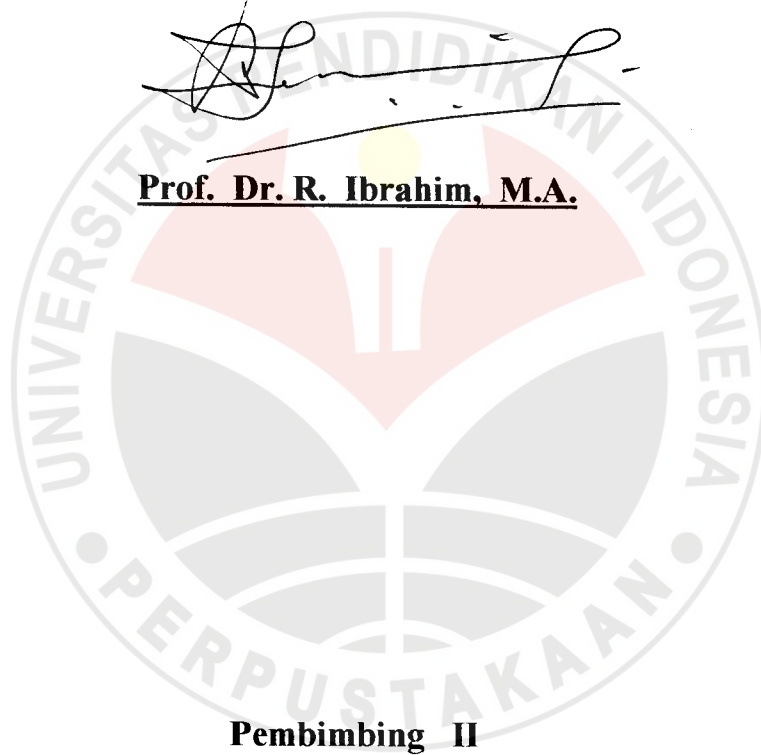 Prof. Dr. R. Ibrahim, M.A.
UNIVERSITAS PENDIDIKAN INDONESIA
PERPUSTAKAAN
Pembimbing II